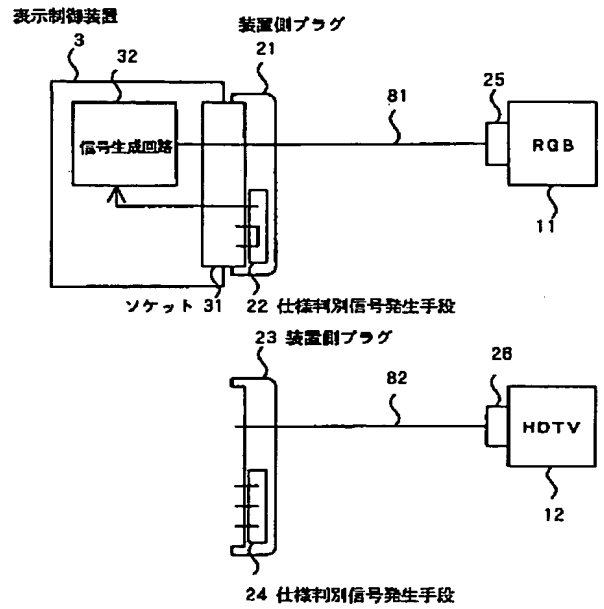 表示制御装置
3
32
装置側プラグ
21
81
25
信号生成回路
RGB
11
ソケット 31
22 仕様判別信号発生手段
23 装置側プラグ
82
26
HDTV
12
24 仕様判別信号発生手段